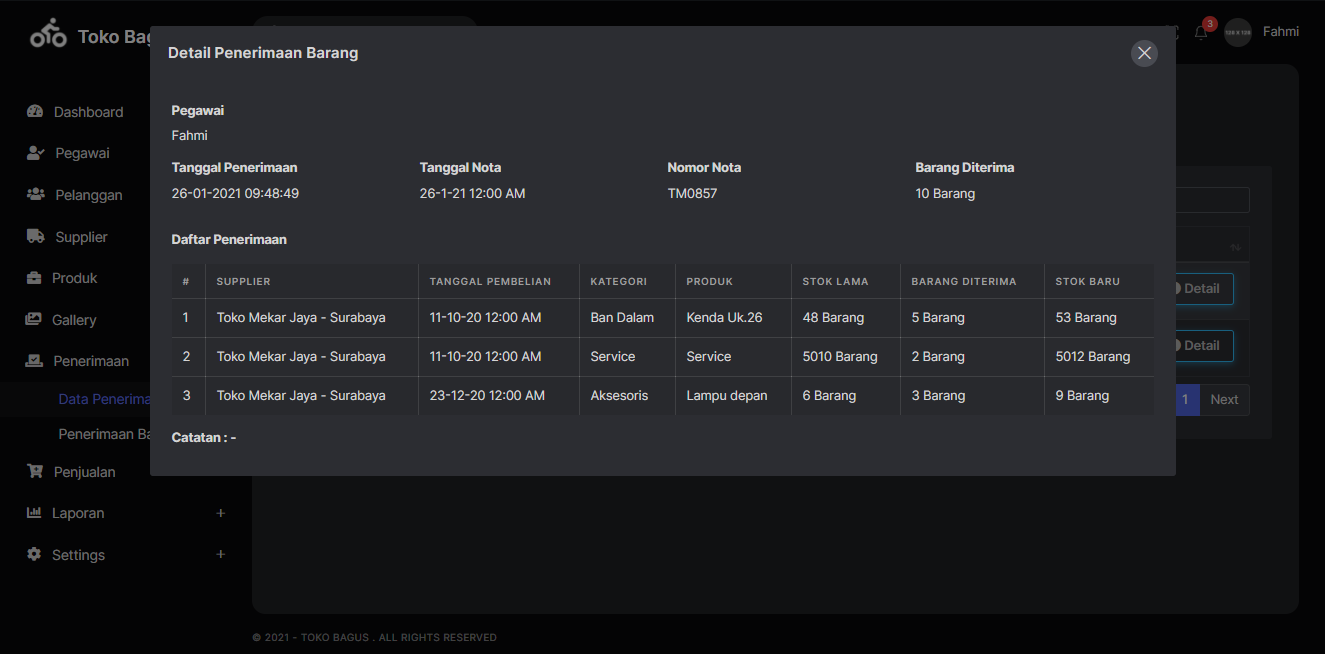 Toko Bag
3
128 X 128
Fahmi
Detail Penerimaan Barang
Dashboard
Pegawai
Pelanggan
Supplier
Produk
Gallery
Penerimaan
Data Penerima
Penerimaan Ba
Penjualan
Laporan +
Settings +
Pegawai
Fahmi
Tanggal Penerimaan Tanggal Nota Nomor Nota Barang Diterima
26-01-2021 09:48:49 26-1-21 12:00 AM TM0857 10 Barang
Daftar Penerimaan
# SUPPLIER TANGGAL PEMBELIAN KATEGORI PRODUK STOK LAMA BARANG DITERIMA STOK BARU
1 Toko Mekar Jaya - Surabaya 11-10-20 12:00 AM Ban Dalam Kenda Uk.26 48 Barang 5 Barang 53 Barang
2 Toko Mekar Jaya - Surabaya 11-10-20 12:00 AM Service Service 5010 Barang 2 Barang 5012 Barang
3 Toko Mekar Jaya - Surabaya 23-12-20 12:00 AM Aksesoris Lampu depan 6 Barang 3 Barang 9 Barang
Catatan : -
Detail
Detail
1 Next
© 2021 - TOKO BAGUS . ALL RIGHTS RESERVED